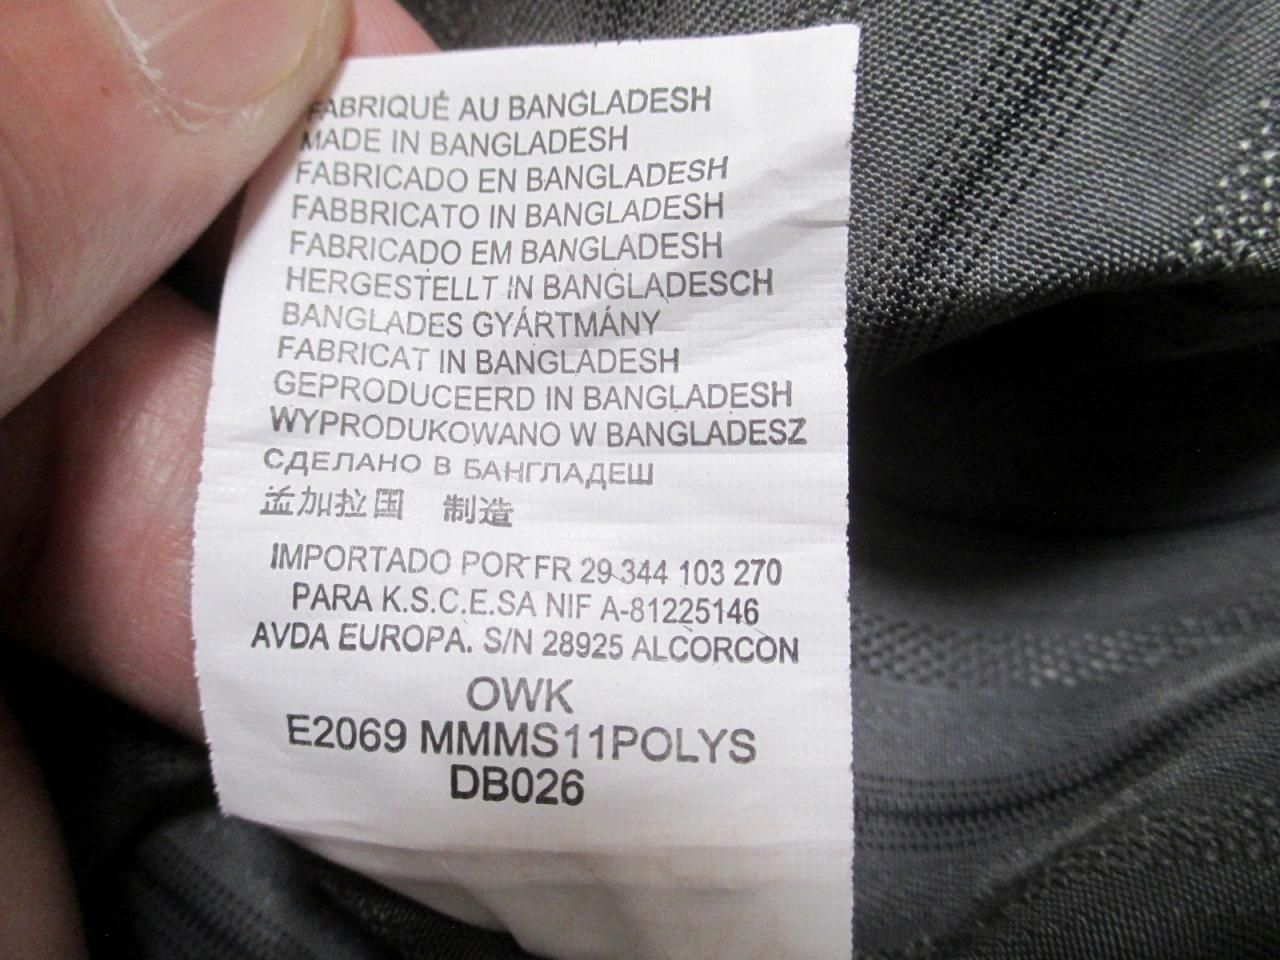 FABRIQUÉ AU BANGLADESH
MADE IN BANGLADESH
FABRICADO EN BANGLADESH
FABBRICATO IN BANGLADESH
FABRICADO EM BANGLADESH
HERGESTELLT IN BANGLADESCH
BANGLADES GYÁRTMÁNY
FABRICAT IN BANGLADESH
GEPRODUCEERD IN BANGLADESH
WYPRODUKOWANO W BANGLADESZ
СДЕЛАНО В БАНГЛАДЕШ
孟加拉国 制造
IMPORTADO POR FR 29 344 103 270
PARA K.S.C.E.SA NIF A-81225146
AVDA EUROPA. S/N 28925 ALCORCON
OWK
E2069 MMMS11POLYS
DB026